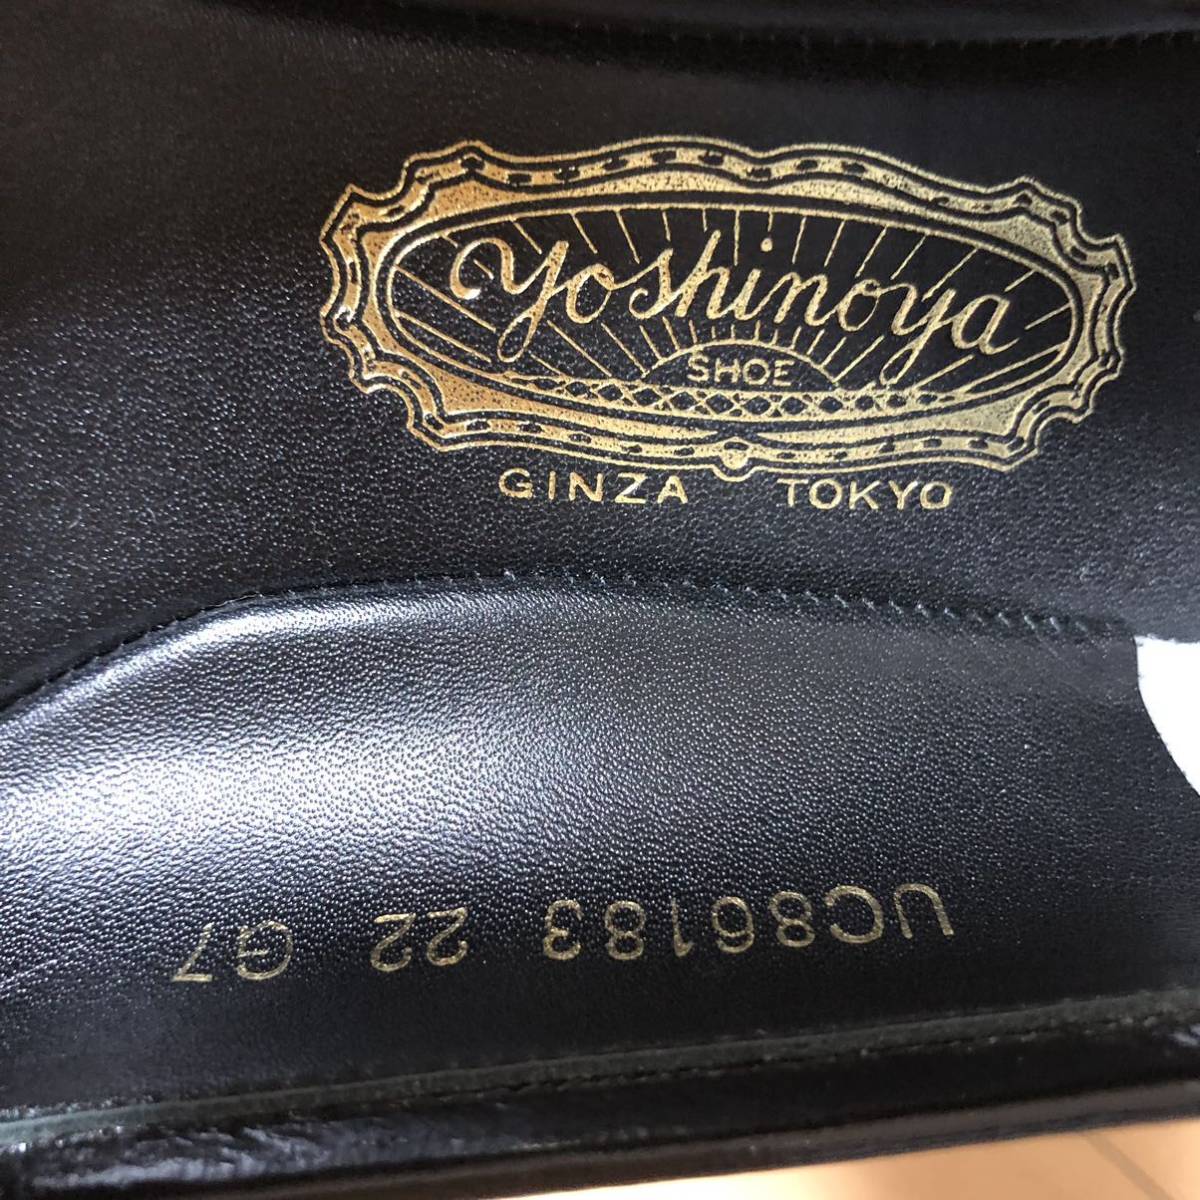 Yoshinoya
SHOE
GINZA TOKYO
UC86183 22 G7